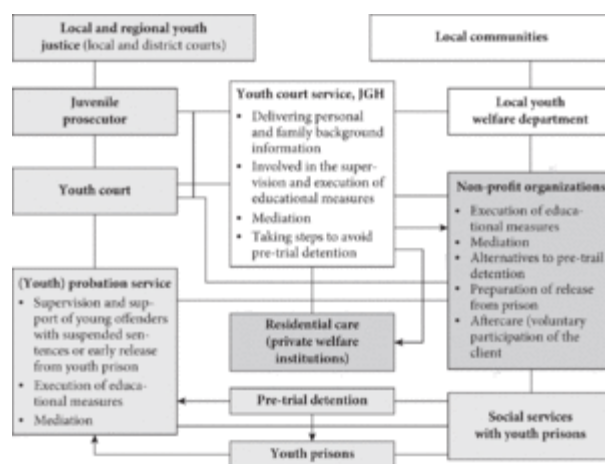 Local and regional youth
justice (local and district courts)
Local communities
Juvenile
prosecutor
Youth court service, JGH
• Delivering personal
and family background
information
• Involved in the super-
vision and execution of
educational measures
• Mediation
• Taking steps to avoid
pre-trial detention
Local youth
welfare department
Youth court
Non-profit organizations
• Execution of educa-
tional measures
• Mediation
• Alternatives to pre-trail
detention
• Preparation of release
from prison
• Aftercare (voluntary
participation of the
client
(Youth) probation service
• Supervision and sup-
port of young offenders
with suspended sen-
tences or early release
from youth prison
• Execution of educa-
tional measures
• Mediation
Residential care
(private welfare
institutions)
Pre-trial detention
Social services
with youth prisons
Youth prisons